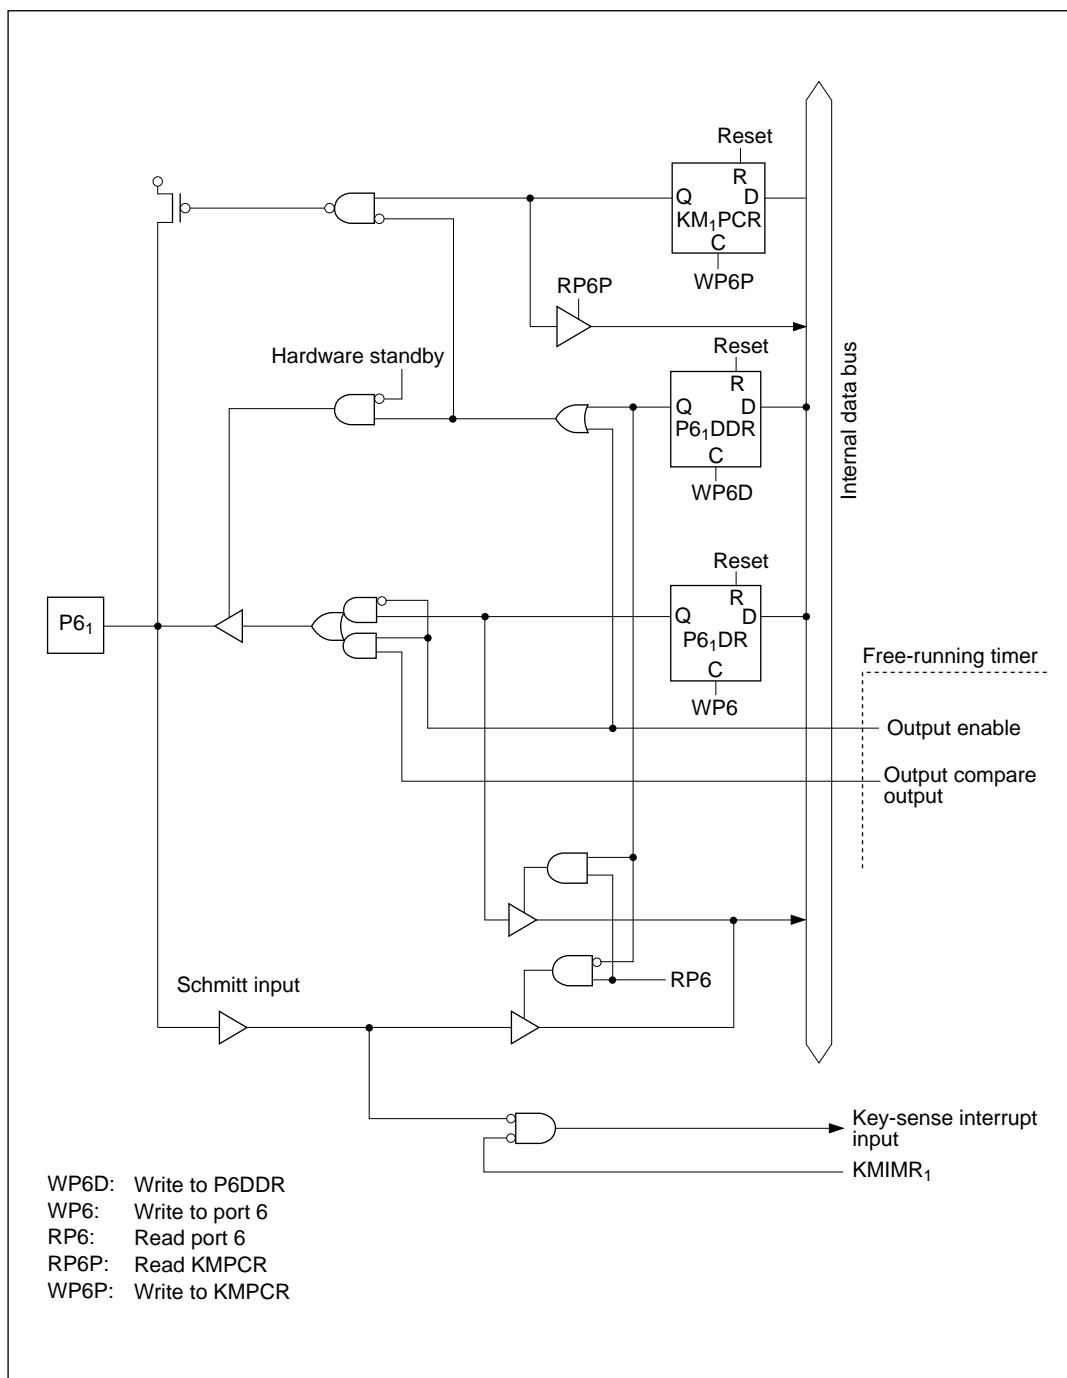 Reset
R
Q D
KM₁PCR
C
WP6P
RP6P
Hardware standby
Reset
R
Q D
P6₁DDR
C
WP6D
Internal data bus
Reset
R
Q D
P6₁DR
C
WP6
P6₁
Free-running timer
Output enable
Output compare
output
RP6
Schmitt input
Key-sense interrupt
input
KMIMR₁
WP6D: Write to P6DDR
WP6: Write to port 6
RP6: Read port 6
RP6P: Read KMPCR
WP6P: Write to KMPCR